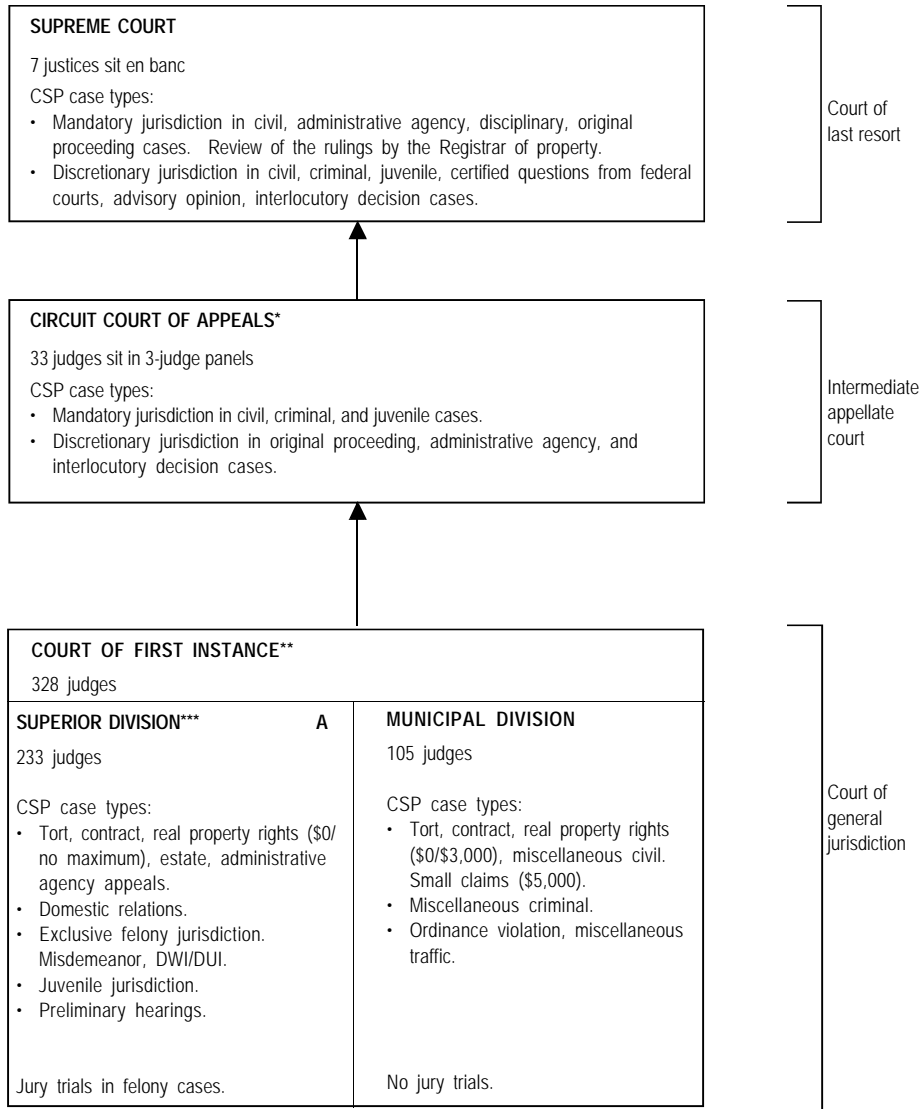 SUPREME COURT
7 justices sit en banc
CSP case types:
• Mandatory jurisdiction in civil, administrative agency, disciplinary, original
proceeding cases. Review of the rulings by the Registrar of property.
• Discretionary jurisdiction in civil, criminal, juvenile, certified questions from federal
courts, advisory opinion, interlocutory decision cases.
Court of
last resort
CIRCUIT COURT OF APPEALS*
33 judges sit in 3-judge panels
CSP case types:
• Mandatory jurisdiction in civil, criminal, and juvenile cases.
• Discretionary jurisdiction in original proceeding, administrative agency, and
interlocutory decision cases.
Intermediate
appellate
court
COURT OF FIRST INSTANCE**
328 judges
SUPERIOR DIVISION*** A
233 judges
CSP case types:
• Tort, contract, real property rights ($0/
no maximum), estate, administrative
agency appeals.
• Domestic relations.
• Exclusive felony jurisdiction.
Misdemeanor, DWI/DUI.
• Juvenile jurisdiction.
• Preliminary hearings.
Jury trials in felony cases.
MUNICIPAL DIVISION
105 judges
CSP case types:
• Tort, contract, real property rights
($0/$3,000), miscellaneous civil.
Small claims ($5,000).
• Miscellaneous criminal.
• Ordinance violation, miscellaneous
traffic.
No jury trials.
Court of
general
jurisdiction